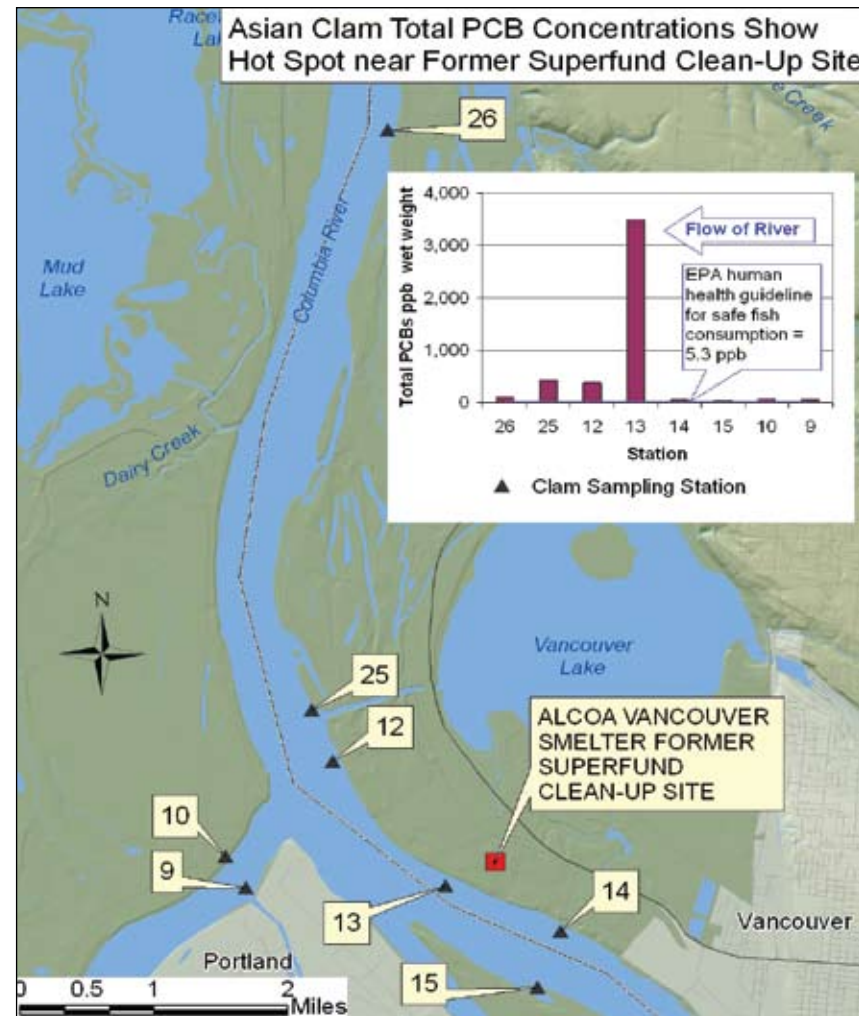 Asian Clam Total PCB Concentrations Show
Hot Spot near Former Superfund Clean-Up Site
Lake
26
Creek
Mud
Lake
Columbia River
Dairy Creek
4,000
3,000
2,000
1,000
0
Total PCBs ppb wet weight
Flow of River
EPA human
health guideline
for safe fish
consumption =
5.3 ppb
26 25 12 13 14 15 10 9
Station
Clam Sampling Station
N
Vancouver
Lake
25
12
ALCOA VANCOUVER
SMELTER FORMER
SUPERFUND
CLEAN-UP SITE
10
9
13
14
15
Vancouver
Portland
0 0.5 1 2
Miles